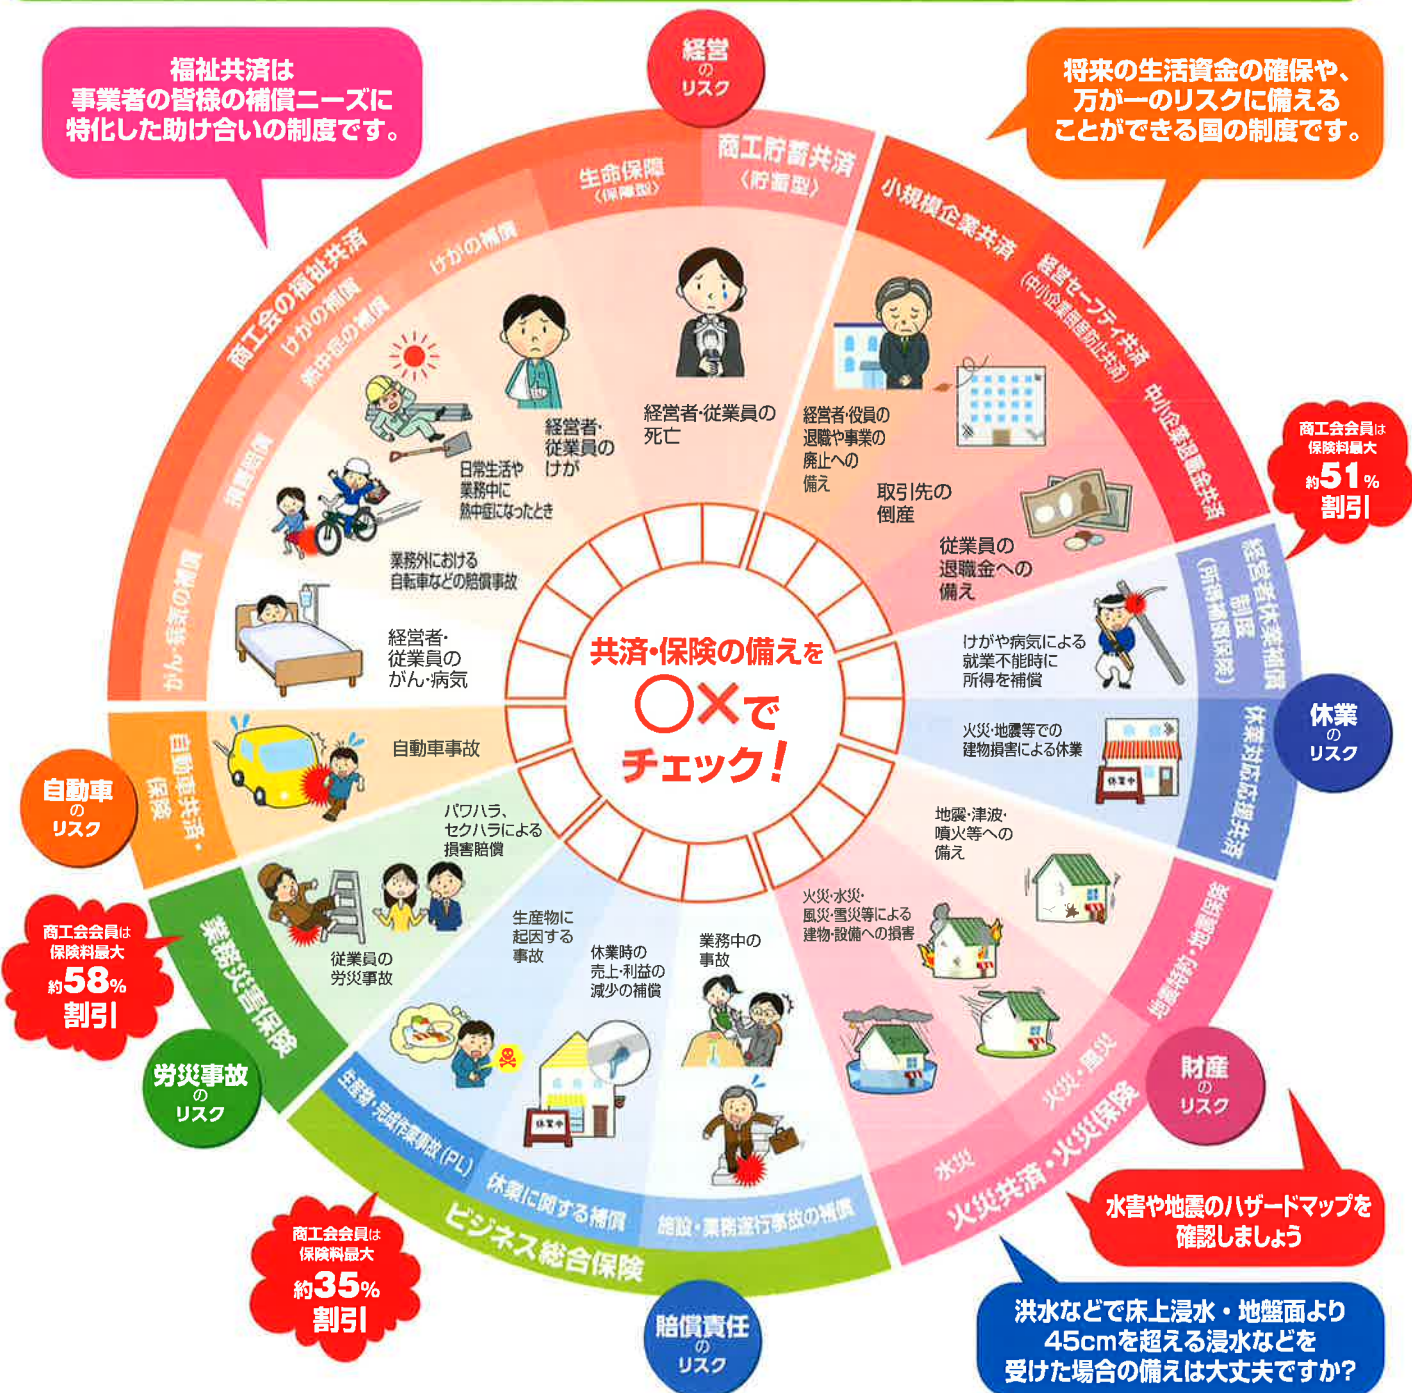 経営
の
リスク
福祉共済は
事業者の皆様の補償ニーズに
特化した助け合いの制度です。
将来の生活資金の確保や、
万が一のリスクに備える
ことができる国の制度です。
商工会の福祉共済
がん・病気の補償
損害賠償
熱中症の補償
けがの補償
けがの補償
生命保障
〈保障型〉
商工貯蓄共済
〈貯蓄型〉
小規模企業共済
経営セーフティ共済
(中小企業倒産防止共済)
中小企業退職金共済
経営者・従業員の
死亡
経営者・
従業員の
けが
日常生活や
業務中に
熱中症になったとき
業務外における
自転車などの賠償事故
経営者・
従業員の
がん・病気
経営者・役員の
退職や事業の
廃止への
備え
取引先の
倒産
従業員の
退職金への
備え
商工会会員は
保険料最大
約51%
割引
経営者休業補償
制度
(所得補償保険)
けがや病気による
就業不能時に
所得を補償
休業
の
リスク
休業対応応援共済
火災・地震等での
建物損害による休業
休業中
共済・保険の備えを
○×で
チェック!
自動車
の
リスク
自動車共済・
保険
自動車事故
パワハラ、
セクハラによる
損害賠償
従業員の
労災事故
業務災害保険
商工会会員は
保険料最大
約58%
割引
労災事故
の
リスク
地震・津波・
噴火等への
備え
地震特約・地震保険
火災・水災・
風災・雪災等による
建物・設備への損害
火災・風災
水災
火災共済・火災保険
財産
の
リスク
生産物に
起因する
事故
休業時の
売上・利益の
減少の補償
業務中の
事故
休業中
生産物・完成作業事故(PL)
休業に関する補償
施設・業務遂行事故の補償
ビジネス総合保険
商工会会員は
保険料最大
約35%
割引
賠償責任
の
リスク
水害や地震のハザードマップを
確認しましょう
洪水などで床上浸水・地盤面より
45cmを超える浸水などを
受けた場合の備えは大丈夫ですか?